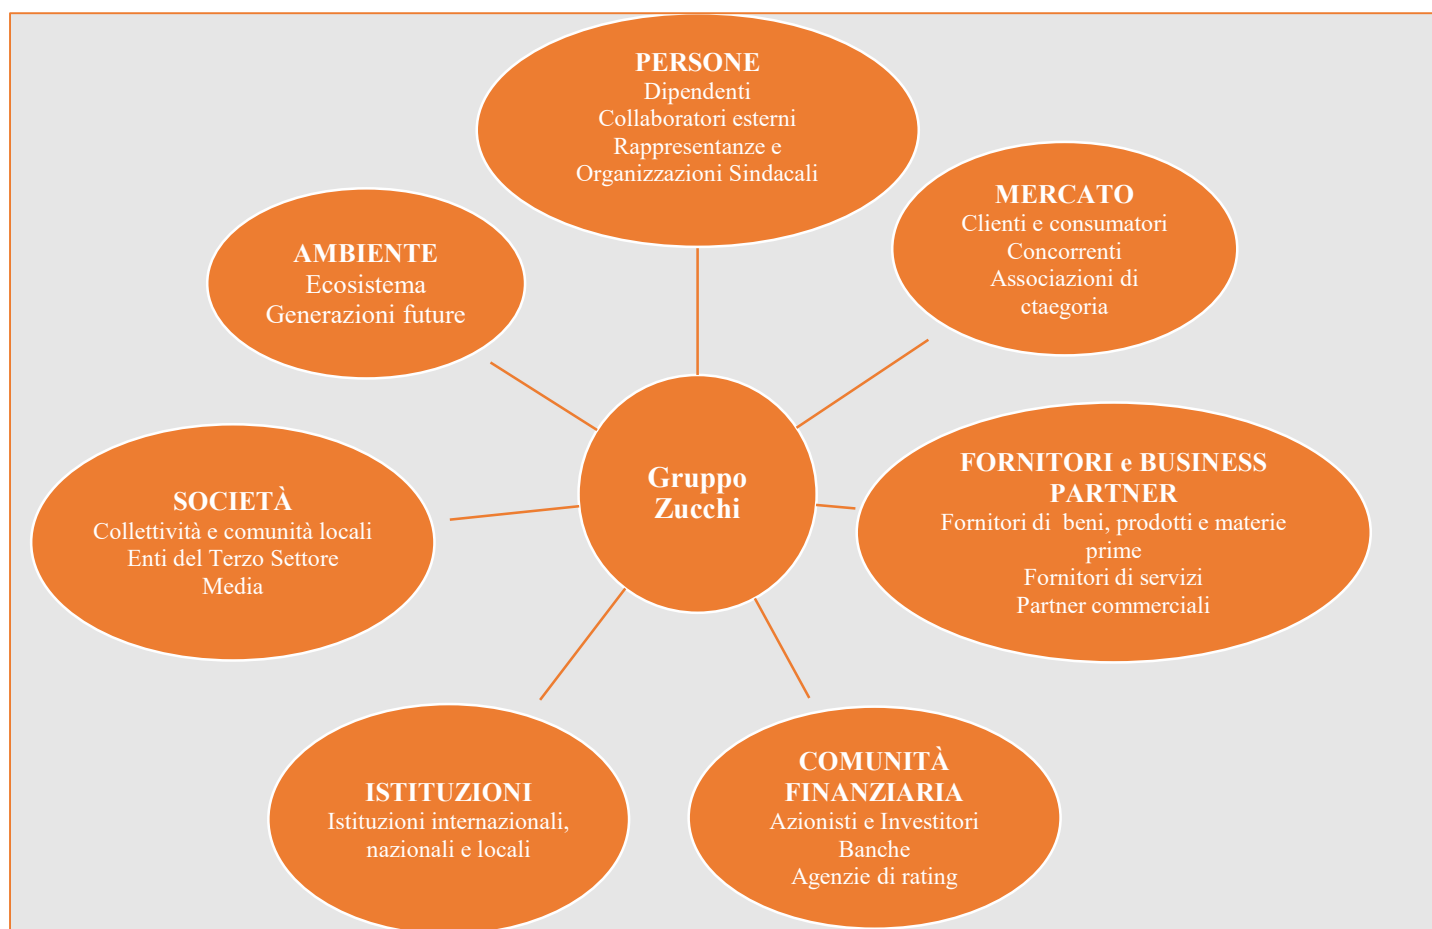 PERSONE
Dipendenti
Collaboratori esterni
Rappresentanze e
Organizzazioni Sindacali
MERCATO
Clienti e consumatori
Concorrenti
Associazioni di
ctaegoria
AMBIENTE
Ecosistema
Generazioni future
Gruppo
Zucchi
FORNITORI e BUSINESS
PARTNER
Fornitori di  beni, prodotti e materie
prime
Fornitori di servizi
Partner commerciali
SOCIETÀ
Collettività e comunità locali
Enti del Terzo Settore
Media
ISTITUZIONI
Istituzioni internazionali,
nazionali e locali
COMUNITÀ
FINANZIARIA
Azionisti e Investitori
Banche
Agenzie di rating